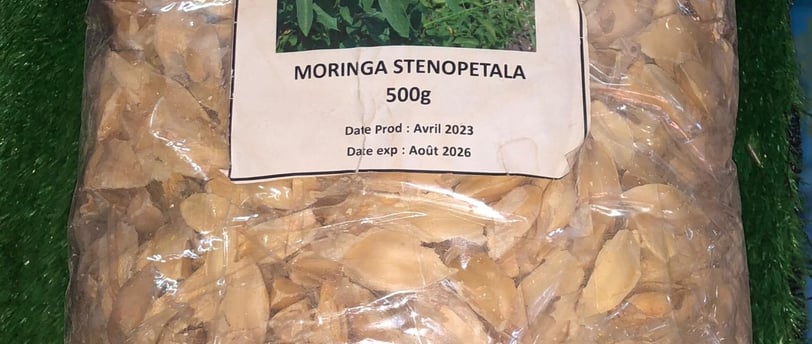 MORINGA STENOPETALA
500g
Date Prod : Avril 2023
Date exp : Août 2026